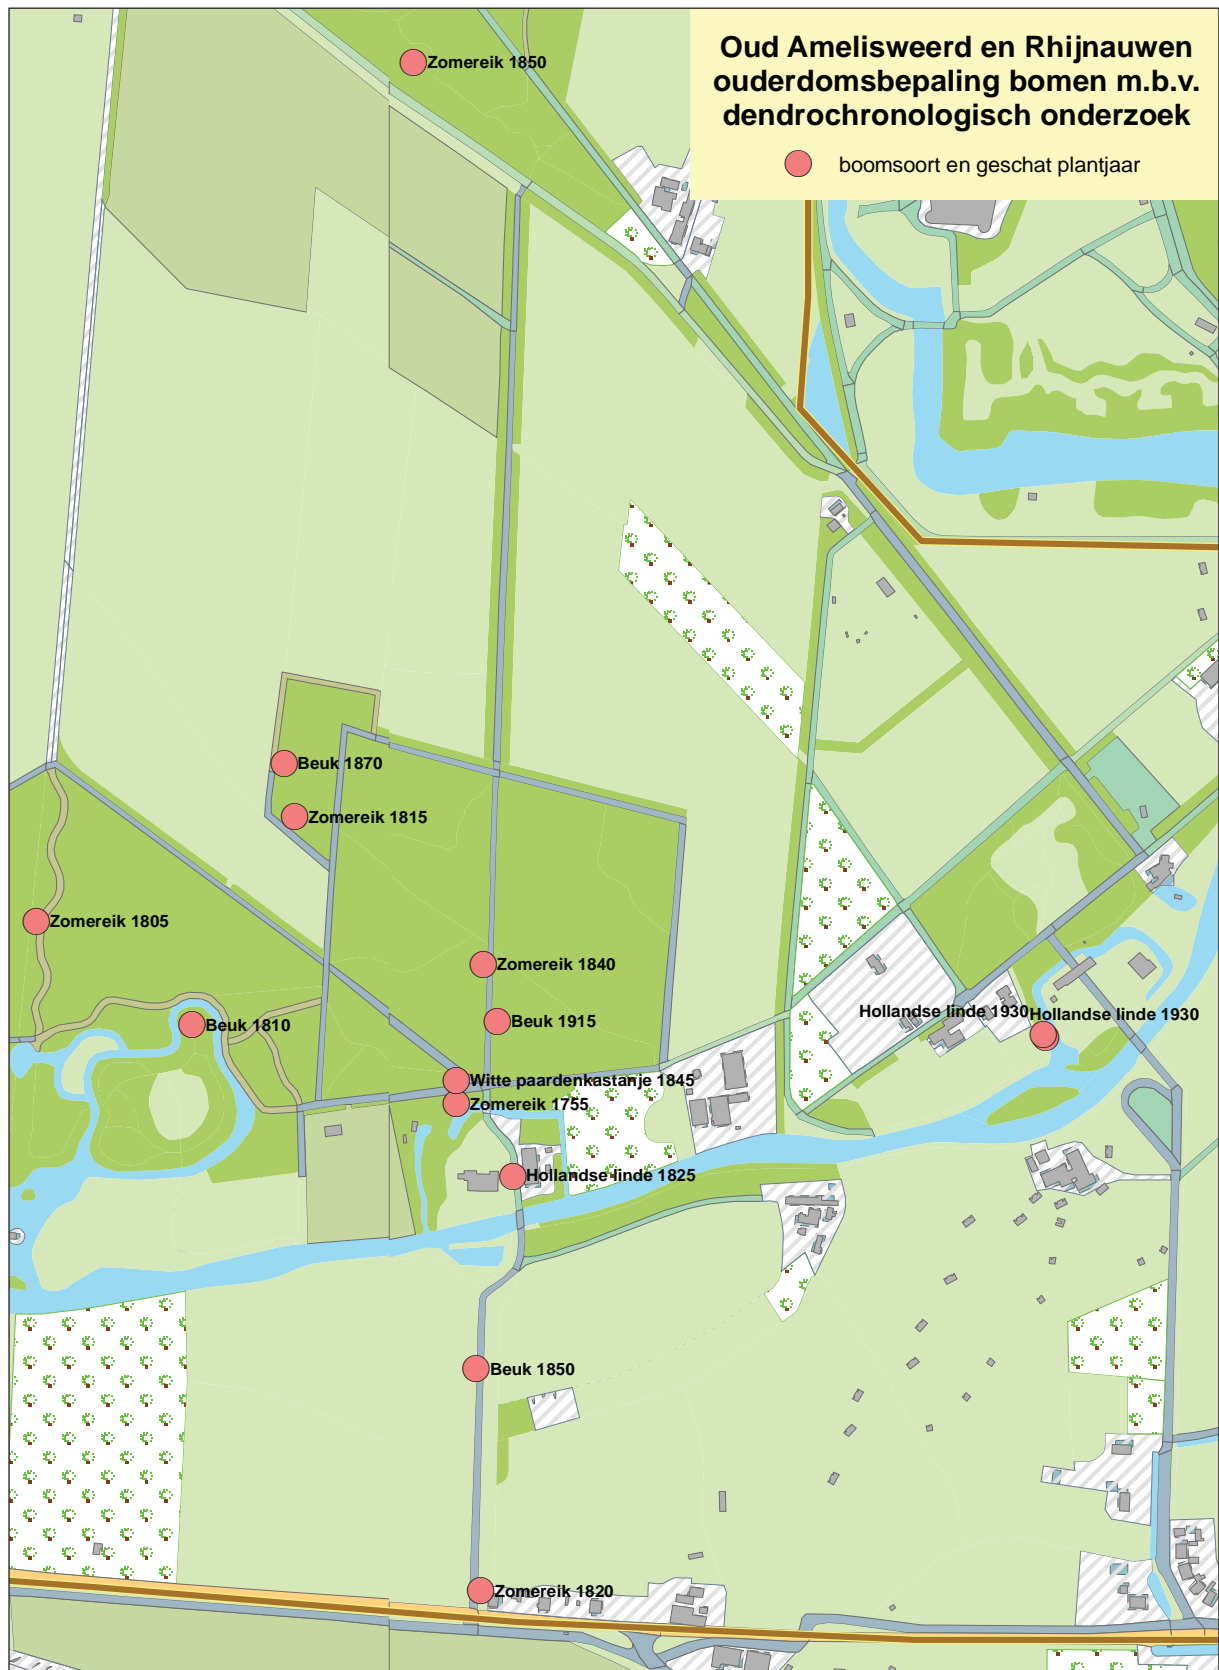 Oud Amelisweerd en Rhijnauwen
ouderdomsbepaling bomen m.b.v.
dendrochronologisch onderzoek
boomsoort en geschat plantjaar
Zomereik 1850
Beuk 1870
Zomereik 1815
Zomereik 1805
Zomereik 1840
Beuk 1810
Beuk 1915
Hollandse linde 1930
Hollandse linde 1930
Witte paardenkastanje 1845
Zomereik 1755
Hollandse linde 1825
Beuk 1850
Zomereik 1820